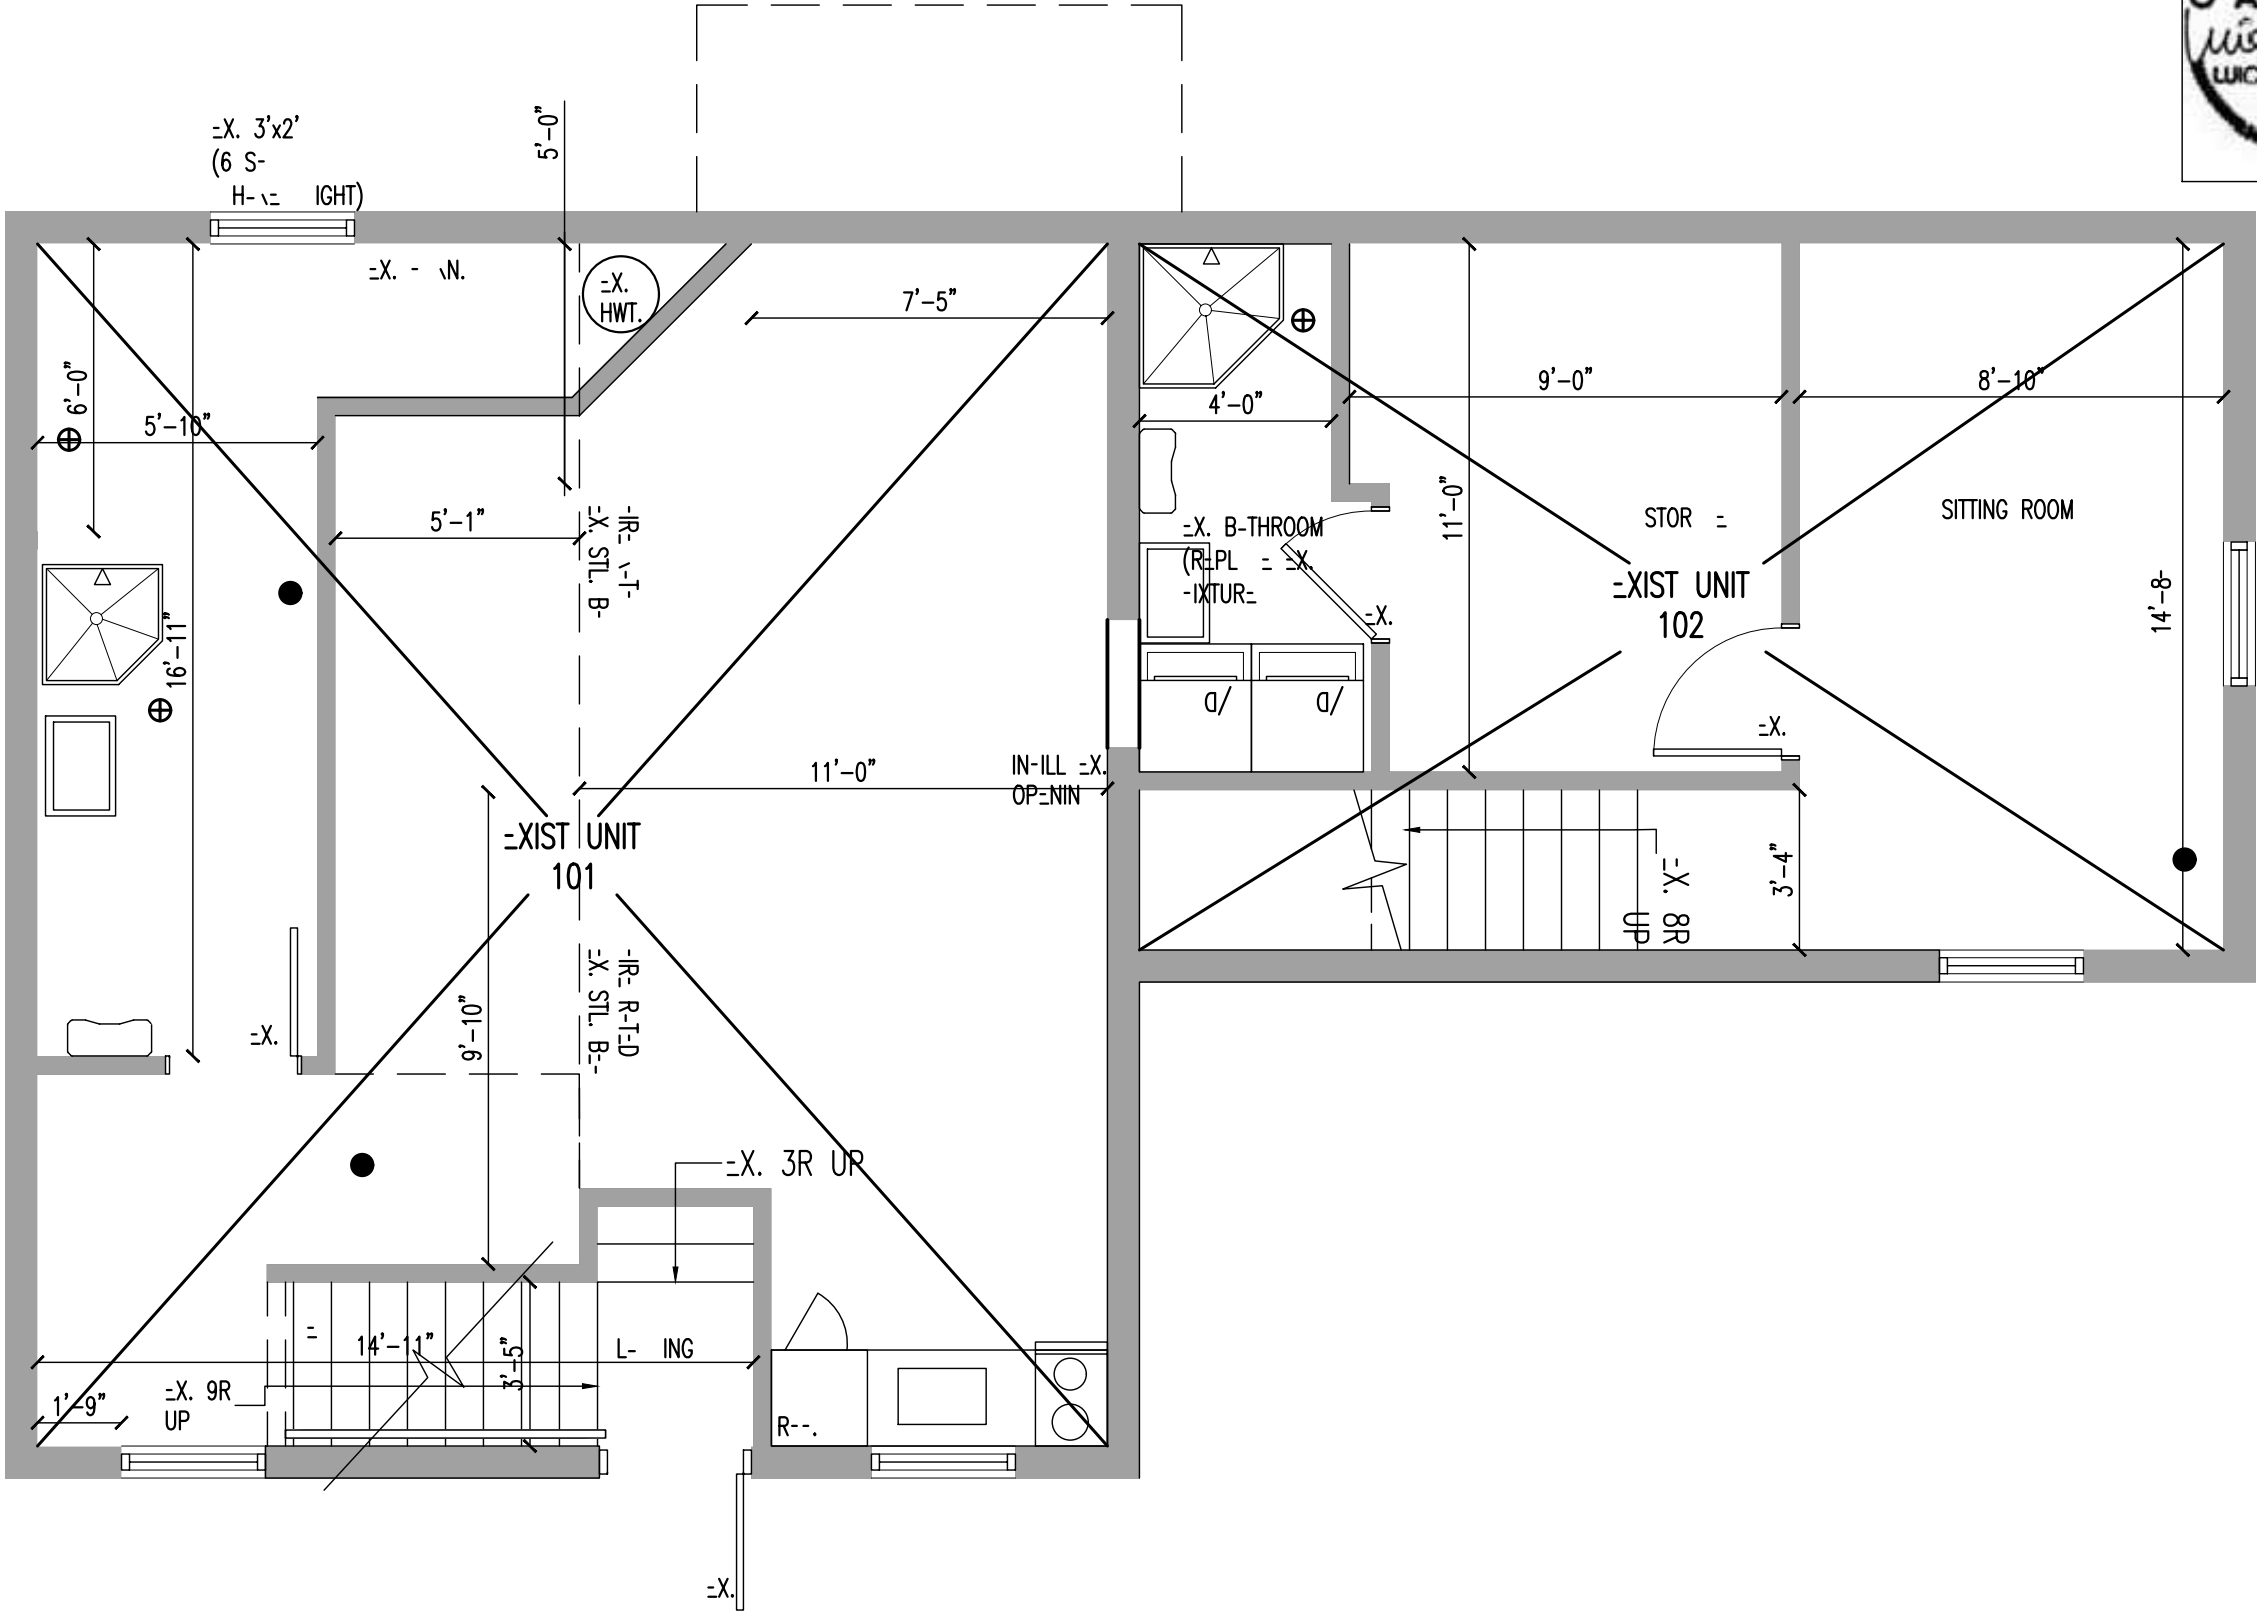 5'-0"
-X. 3'x2'
(6 S-
H- IGHT)
-X. - \N.
-X.
HWT.
7'-5"
6'-0"
5'-10"
5'-1"
16'-11"
-IR- \-T-
-X. STL. B-
11'-0"
IN-ILL -X.
OP-NIN
-XIST UNIT
101
9'-10"
-IR- R-T-D
-X. STL. B--
-X.
-X. 3R UP
14'-11"
3'-5"
L- ING
1'-9"
-X. 9R
UP
R--.
-X.
4'-0"
9'-0"
8'-10"
11'-0"
-X. B-THROOM
(R-PL - -X.
-IXTUR-
-X.
D/
D/
STOR -
SITTING ROOM
-XIST UNIT
102
14'-8-
-X.
3'-4"
-X. 8R
UP